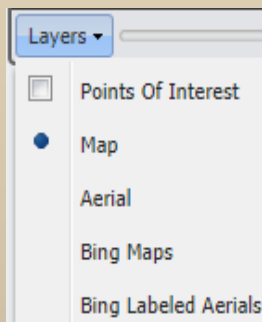 Layers
Points Of Interest
Map
Aerial
Bing Maps
Bing Labeled Aerials